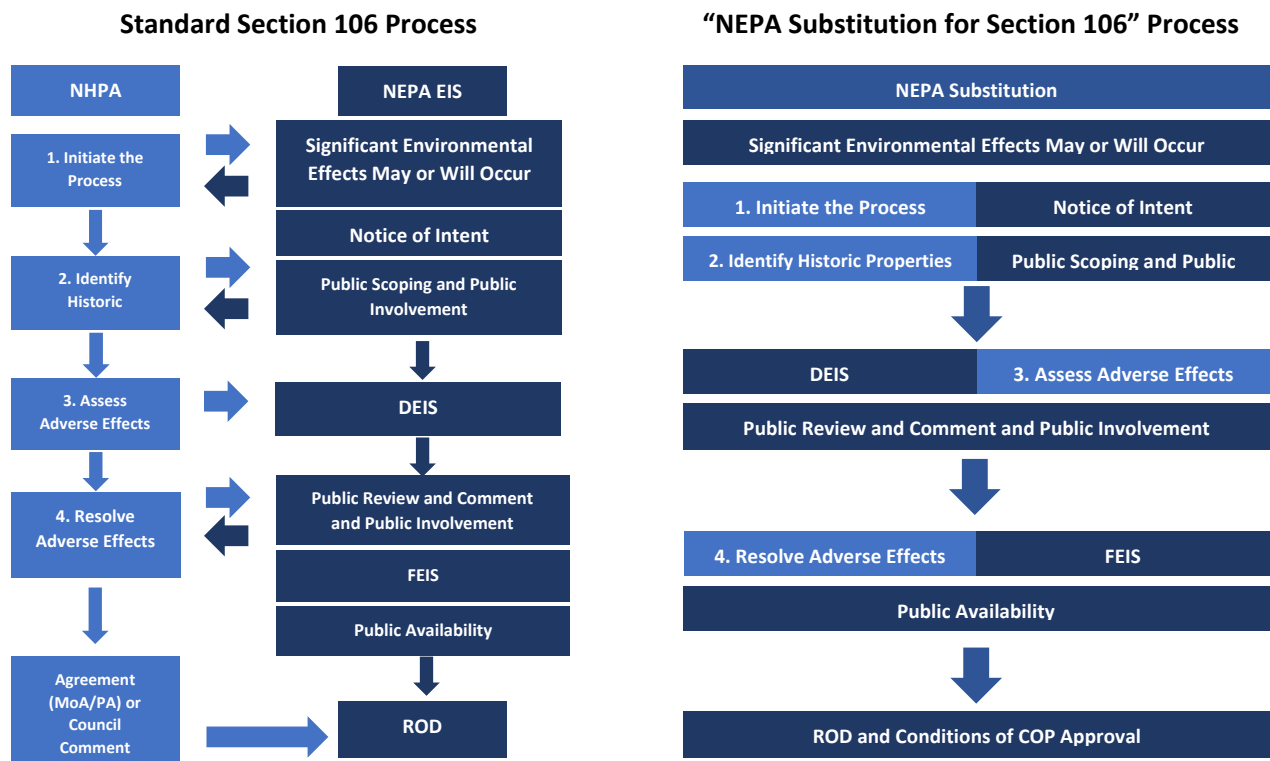 Standard Section 106 Process
NHPA
NEPA EIS
1. Initiate the
Process
Significant Environmental
Effects May or Will Occur
Notice of Intent
2. Identify
Historic
Public Scoping and Public
Involvement
3. Assess
Adverse Effects
DEIS
4. Resolve
Adverse Effects
Public Review and Comment
and Public Involvement
FEIS
Public Availability
Agreement
(MoA/PA) or
Council
Comment
ROD
“NEPA Substitution for Section 106” Process
NEPA Substitution
Significant Environmental Effects May or Will Occur
1. Initiate the Process
Notice of Intent
2. Identify Historic Properties
Public Scoping and Public
DEIS
3. Assess Adverse Effects
Public Review and Comment and Public Involvement
4. Resolve Adverse Effects
FEIS
Public Availability
ROD and Conditions of COP Approval